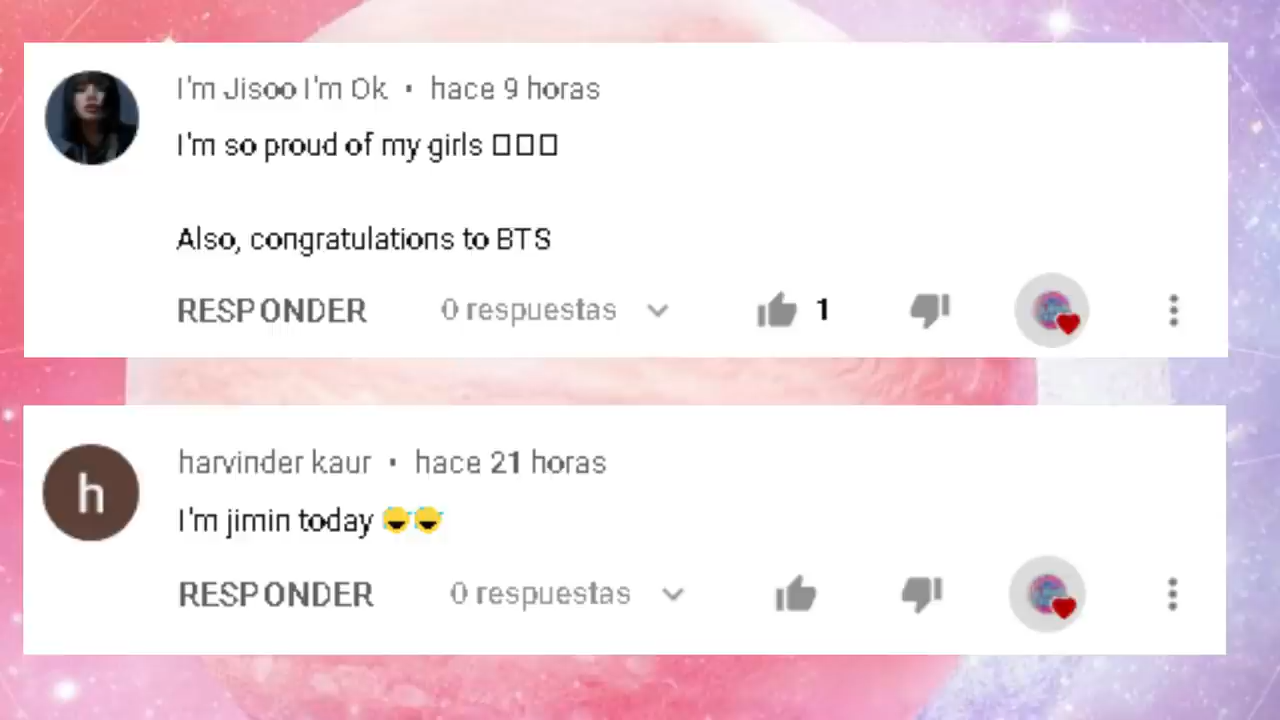 I'm Jisoo I'm Ok • hace 9 horas
I'm so proud of my girls □□□
Also, congratulations to BTS
RESPONDER 0 respuestas 1
h
harvinder kaur • hace 21 horas
I'm jimin today 😅😅
RESPONDER 0 respuestas